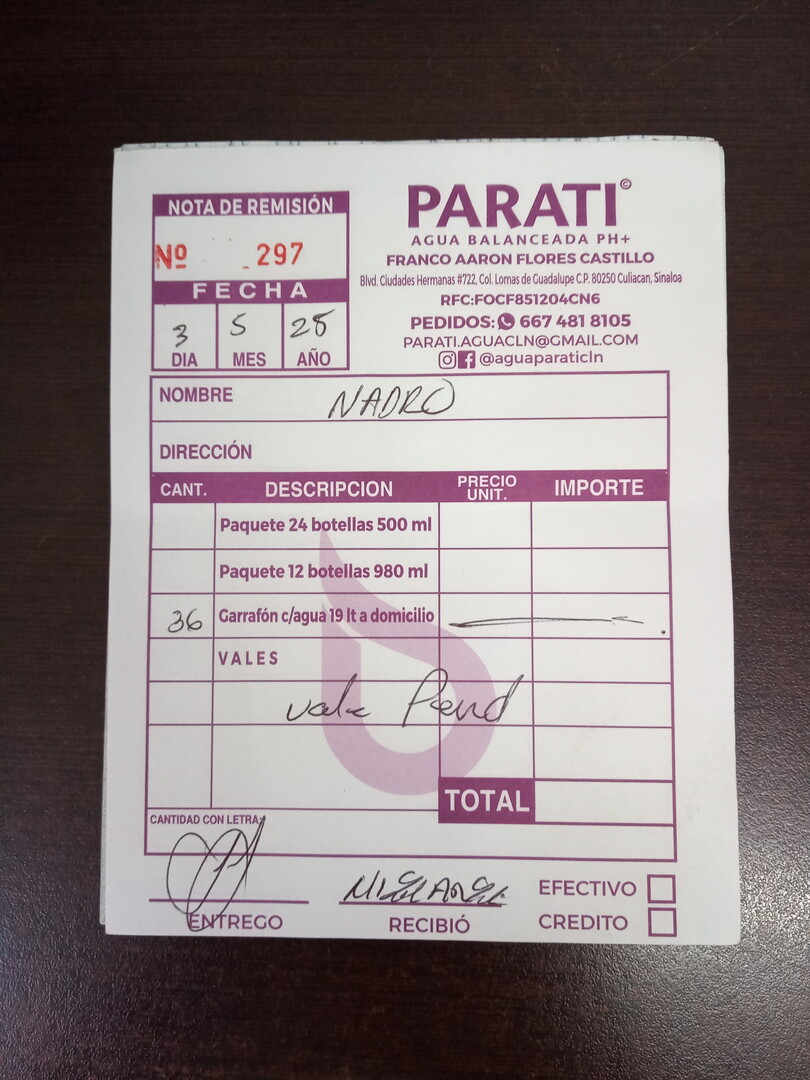 NOTA DE REMISIÓN
Nº 297
FECHA
3 5 25
DIA MES AÑO
PARATI©
AGUA BALANCEADA PH+
FRANCO AARON FLORES CASTILLO
Blvd. Ciudades Hermanas #722, Col. Lomas de Guadalupe C.P. 80250 Culiacan, Sinaloa
RFC:FOCF851204CN6
PEDIDOS: 667 481 8105
PARATI.AGUACLN@GMAIL.COM
@aguaparaticln
NOMBRE NADRO
DIRECCIÓN
CANT. DESCRIPCION PRECIO UNIT. IMPORTE
Paquete 24 botellas 500 ml
Paquete 12 botellas 980 ml
36 Garrafón c/agua 19 lt a domicilio
VALES
vale Pend
TOTAL
CANTIDAD CON LETRA:
ENTREGO RECIBIÓ
EFECTIVO
CREDITO